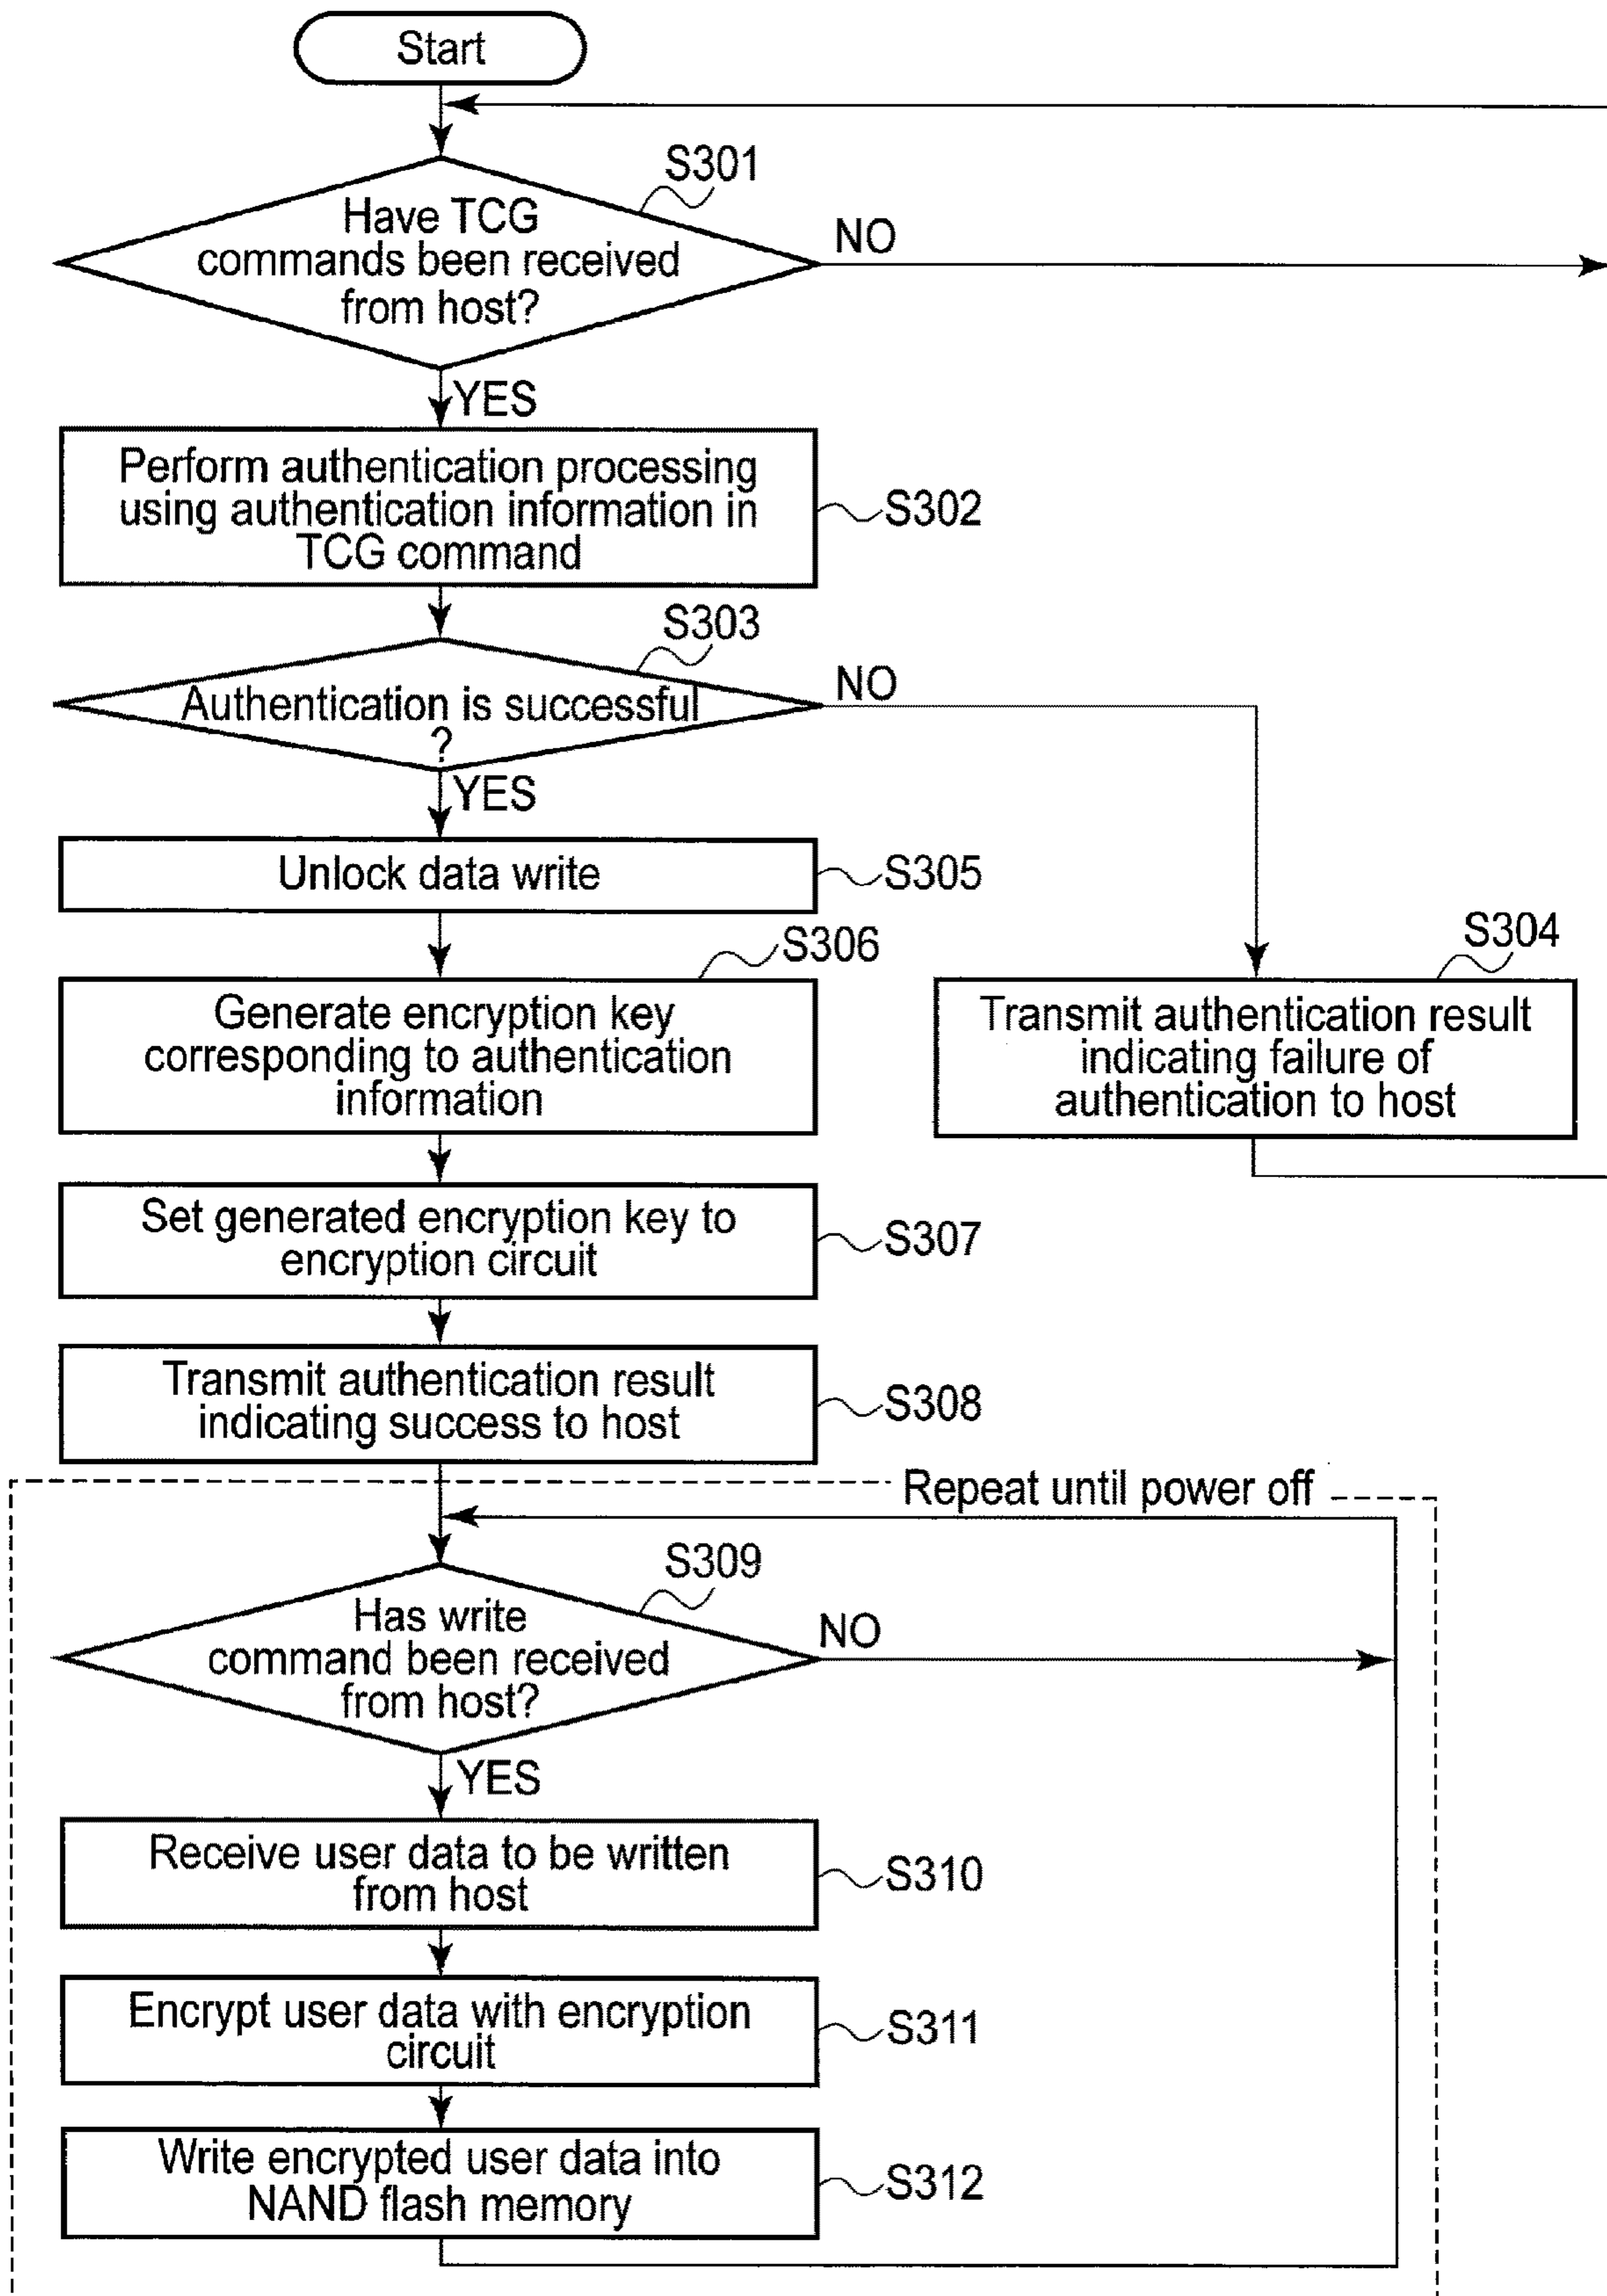 Start
S301
Have TCG
commands been received
from host?
NO
YES
Perform authentication processing
using authentication information in
TCG command
S302
S303
Authentication is successful
?
NO
YES
Unlock data write
S305
S306
Generate encryption key
corresponding to authentication
information
S304
Transmit authentication result
indicating failure of
authentication to host
Set generated encryption key to
encryption circuit
S307
Transmit authentication result
indicating success to host
S308
Repeat until power off
S309
Has write
command been received
from host?
NO
YES
Receive user data to be written
from host
S310
Encrypt user data with encryption
circuit
S311
Write encrypted user data into
NAND flash memory
S312